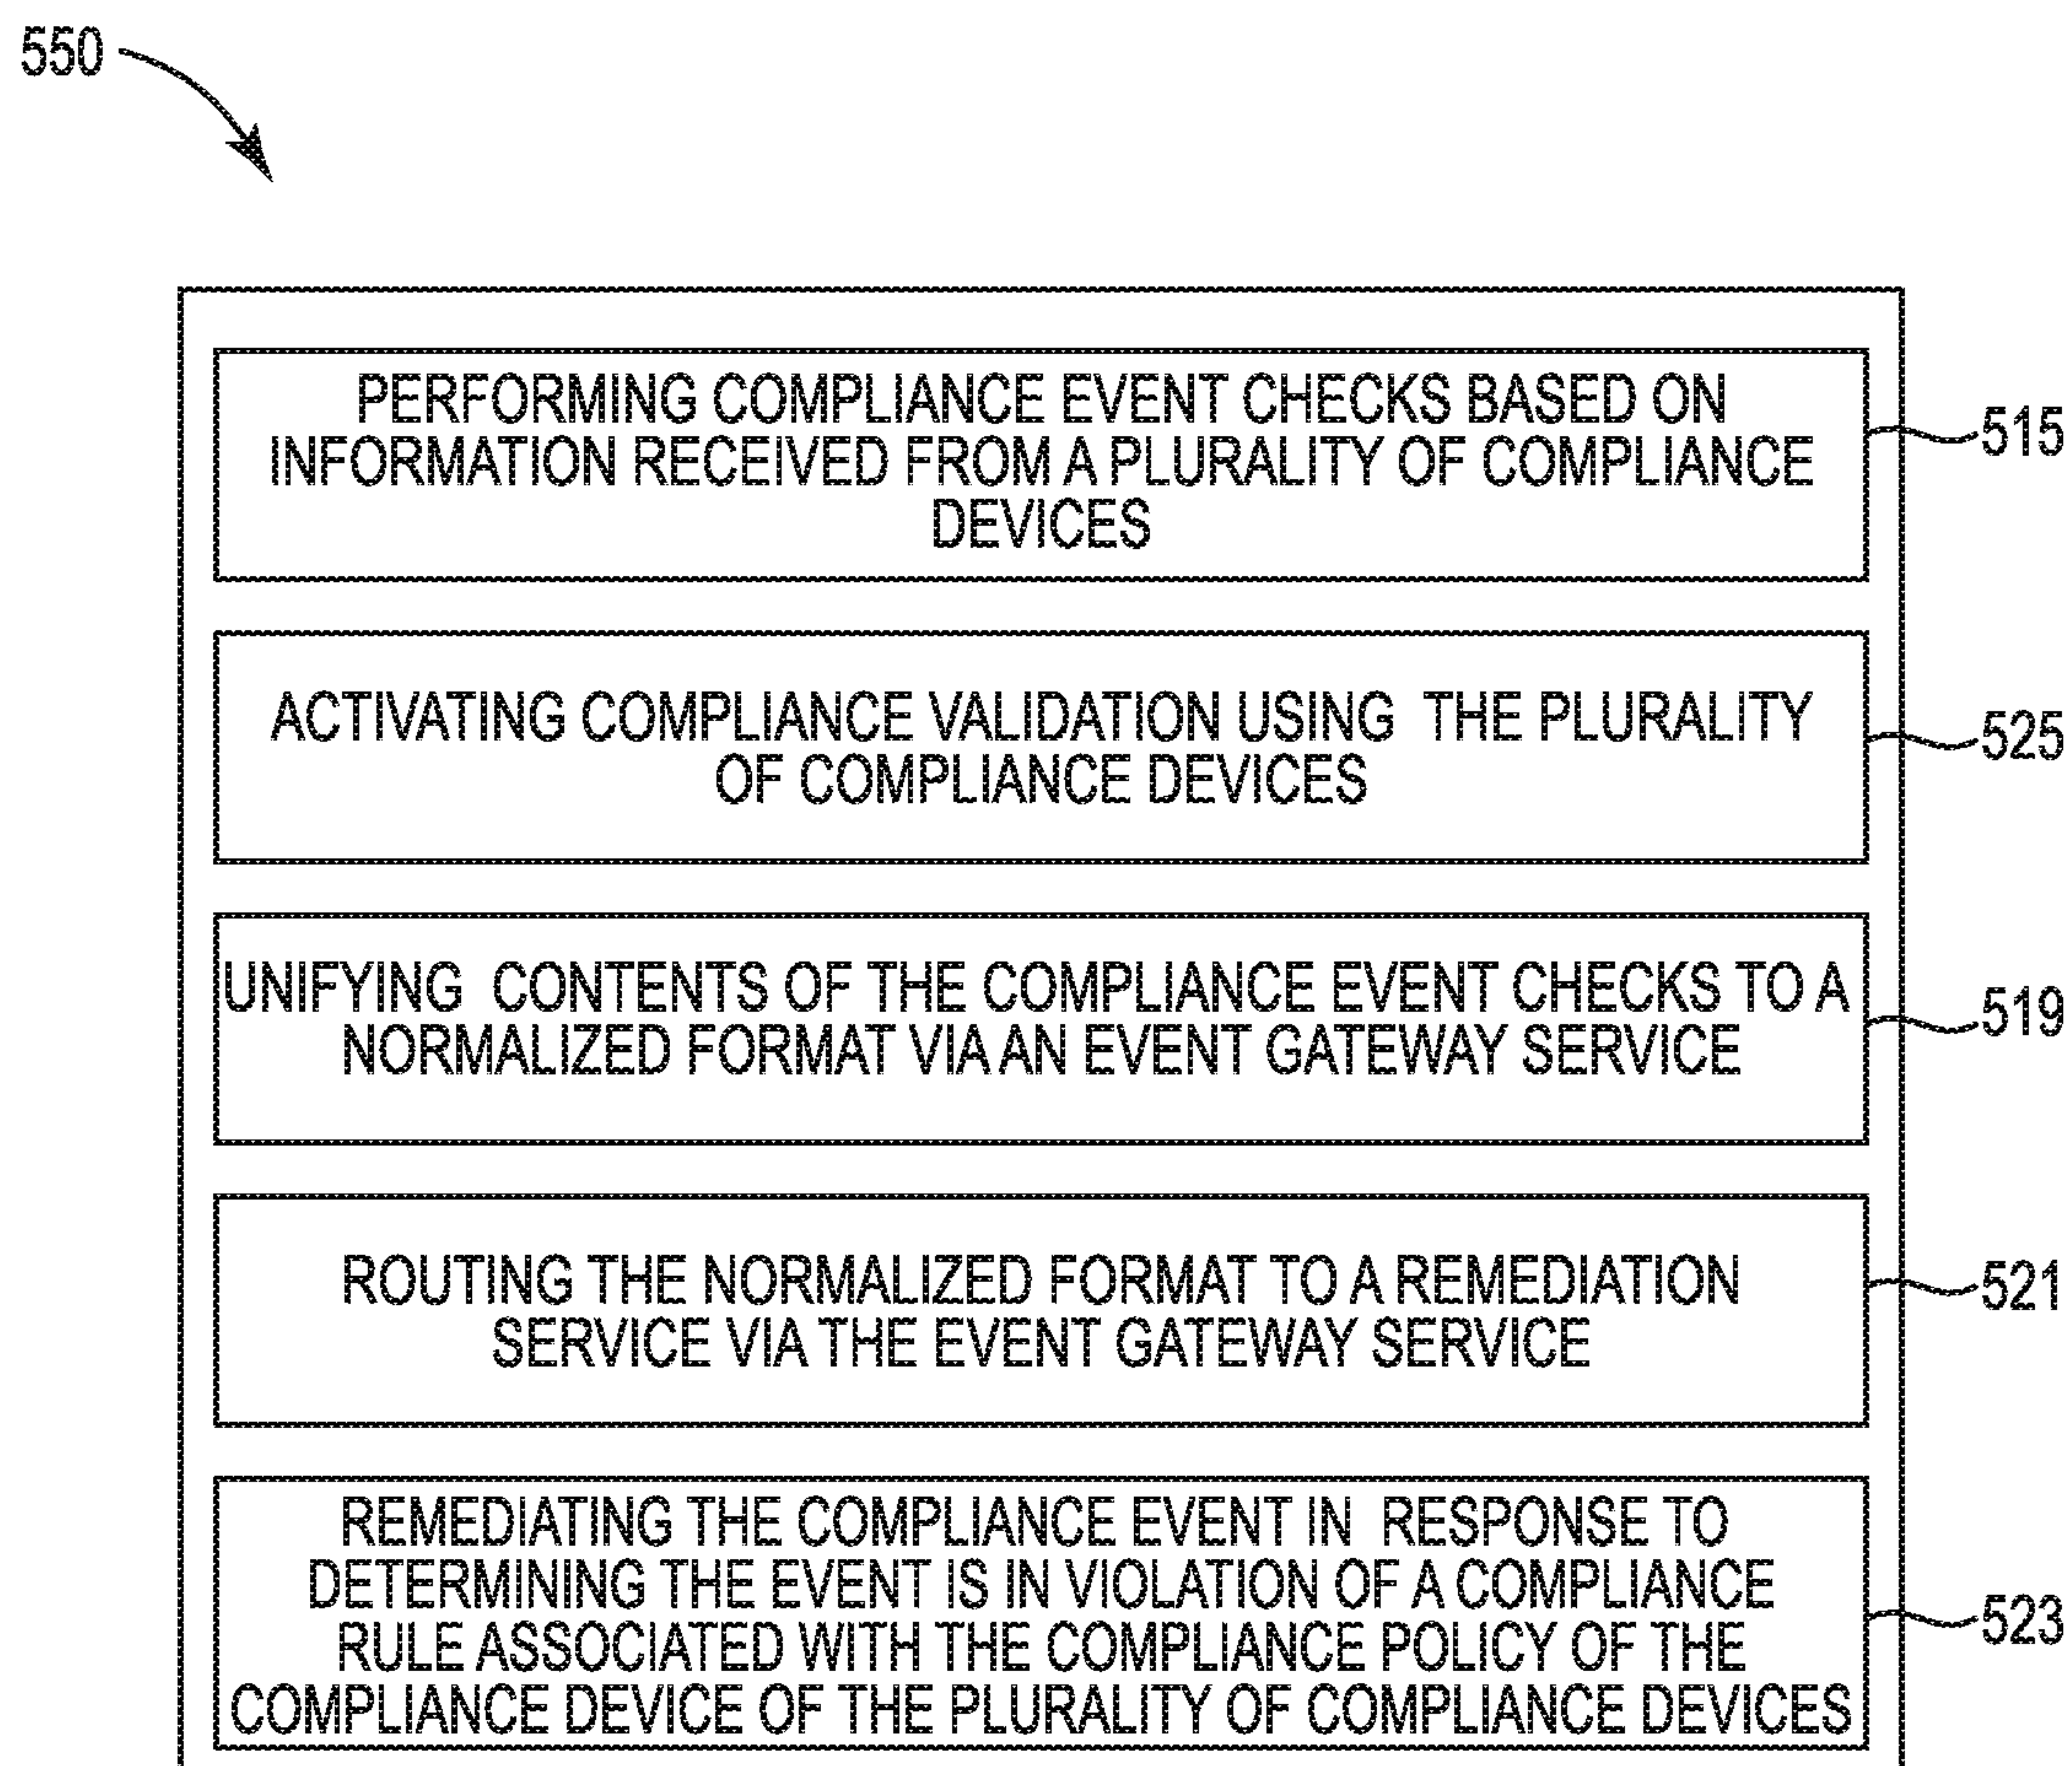 550
PERFORMING COMPLIANCE EVENT CHECKS BASED ON
INFORMATION RECEIVED FROM A PLURALITY OF COMPLIANCE
DEVICES
515
ACTIVATING COMPLIANCE VALIDATION USING THE PLURALITY
OF COMPLIANCE DEVICES
525
UNIFYING CONTENTS OF THE COMPLIANCE EVENT CHECKS TO A
NORMALIZED FORMAT VIA AN EVENT GATEWAY SERVICE
519
ROUTING THE NORMALIZED FORMAT TO A REMEDIATION
SERVICE VIA THE EVENT GATEWAY SERVICE
521
REMEDIATING THE COMPLIANCE EVENT IN RESPONSE TO
DETERMINING THE EVENT IS IN VIOLATION OF A COMPLIANCE
RULE ASSOCIATED WITH THE COMPLIANCE POLICY OF THE
COMPLIANCE DEVICE OF THE PLURALITY OF COMPLIANCE DEVICES
523